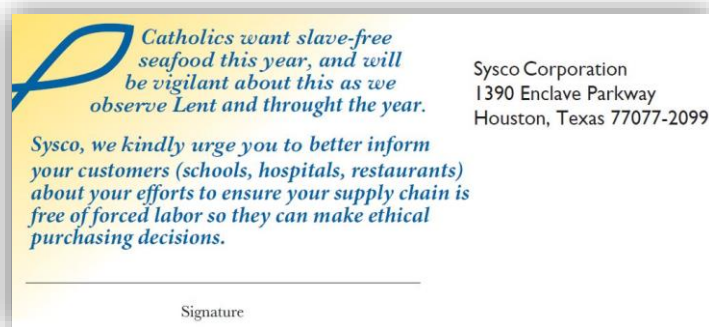 Catholics want slave-free
seafood this year, and will
be vigilant about this as we
observe Lent and throught the year.
Sysco, we kindly urge you to better inform
your customers (schools, hospitals, restaurants)
about your efforts to ensure your supply chain is
free of forced labor so they can make ethical
purchasing decisions.
Signature
Sysco Corporation
1390 Enclave Parkway
Houston, Texas 77077-2099